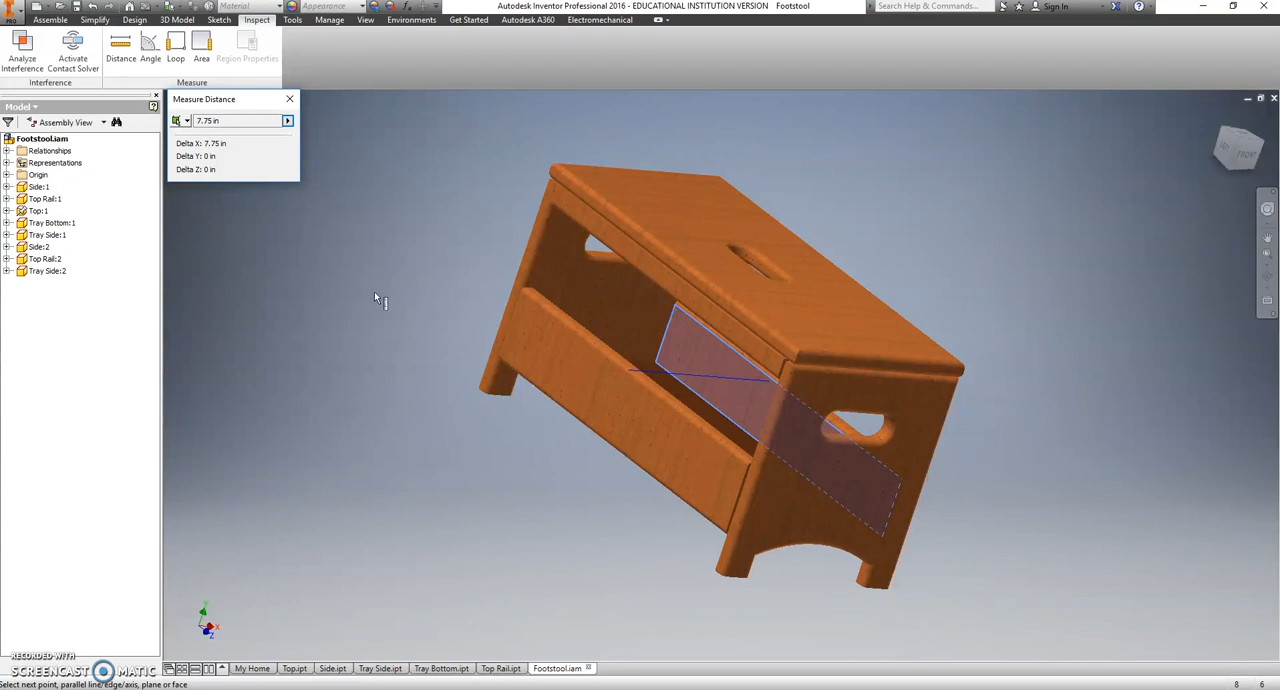 Material
Appearance
Autodesk Inventor Professional 2016 - EDUCATIONAL INSTITUTION VERSION Footstool
Search Help & Commands...
Sign In
PRO
Assemble Simplify Design 3D Model Sketch Inspect Tools Manage View Environments Get Started Autodesk A360 Electromechanical
Analyze Interference
Activate Contact Solver
Distance Angle Loop Area Region Properties
Interference Measure
Model
Assembly View
Footstool.iam
Relationships
Representations
Origin
Side:1
Top Rail:1
Top:1
Tray Bottom:1
Tray Side:1
Side:2
Top Rail:2
Tray Side:2
Measure Distance
7.75 in
Delta X: 7.75 in
Delta Y: 0 in
Delta Z: 0 in
FRONT
Y
X
Z
RECORDED WITH
SCREENCAST MATIC
My Home Top.ipt Side.ipt Tray Side.ipt Tray Bottom.ipt Top Rail.ipt Footstool.iam
Select next point, parallel line/edge/axis, plane or face
8 6